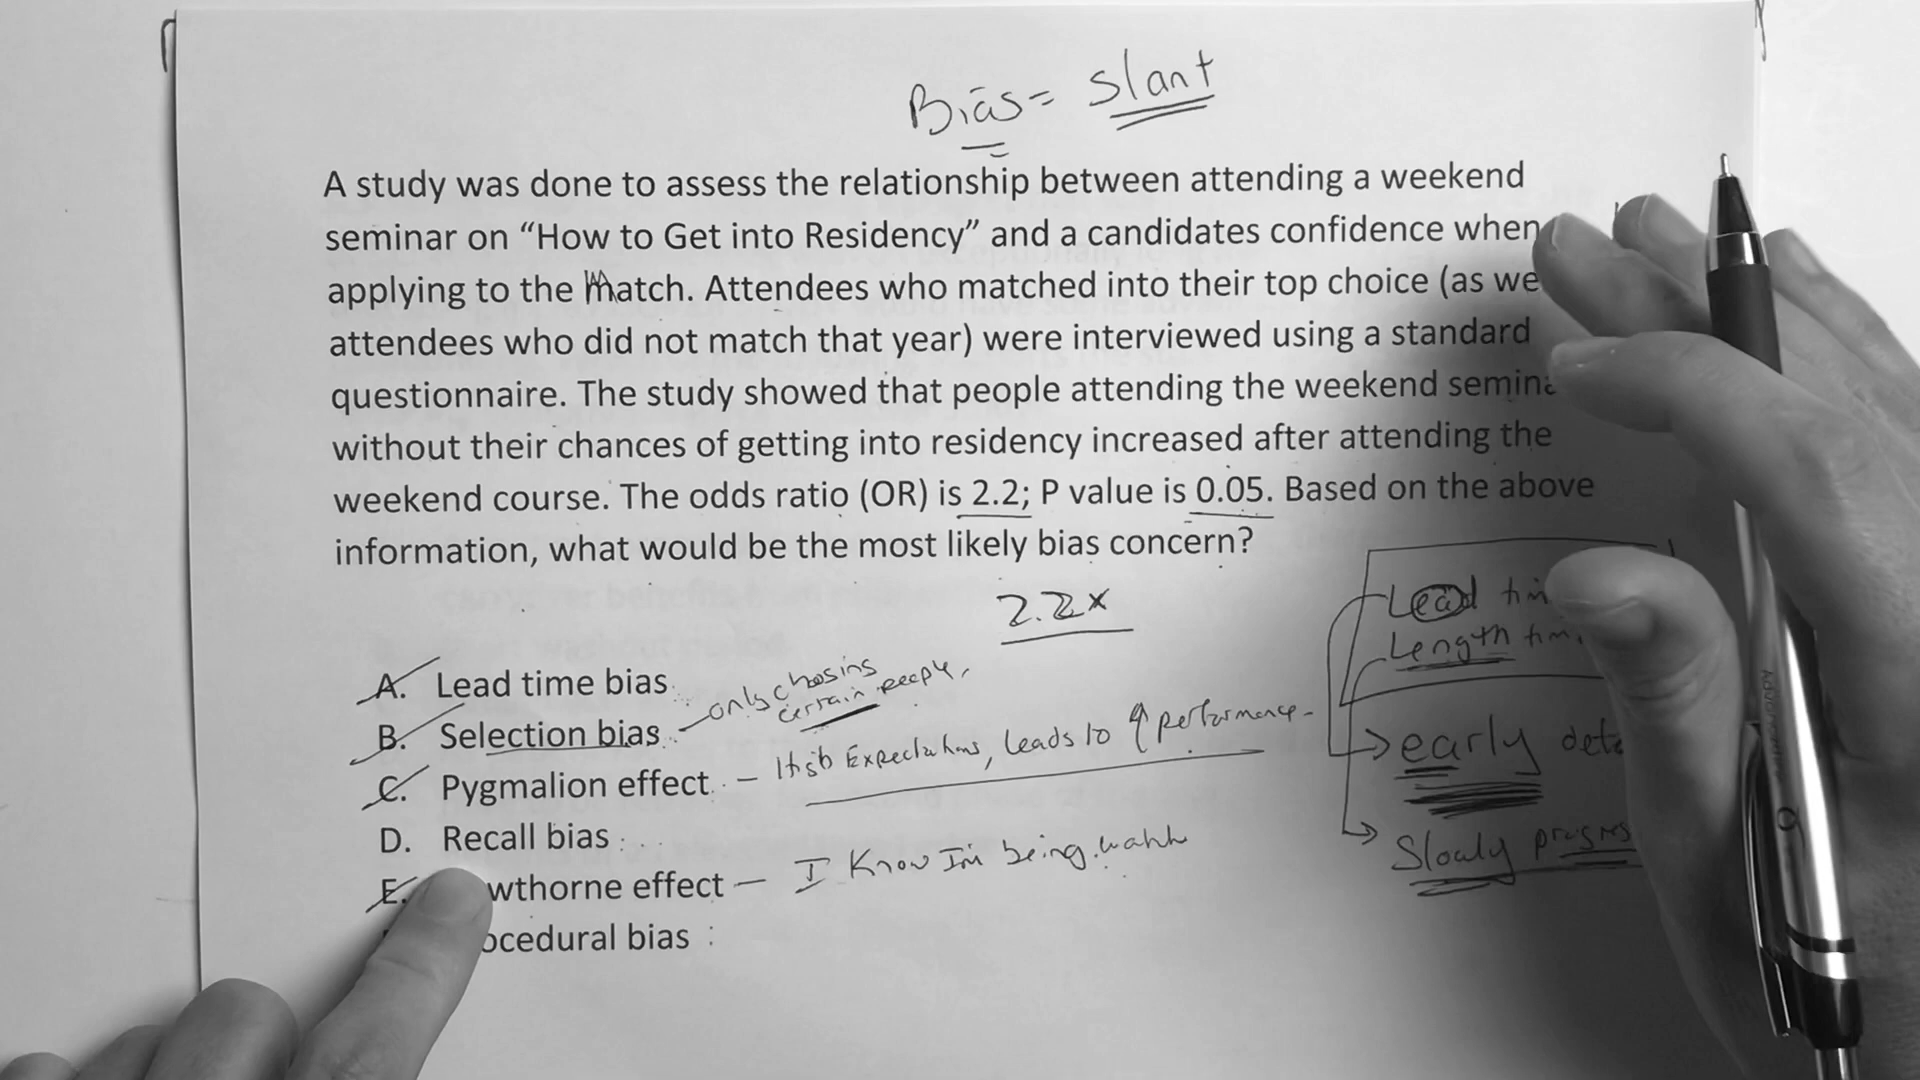 Bias = slant
A study was done to assess the relationship between attending a weekend
seminar on “How to Get into Residency” and a candidates confidence when
applying to the Match. Attendees who matched into their top choice (as we
attendees who did not match that year) were interviewed using a standard
questionnaire. The study showed that people attending the weekend semina
without their chances of getting into residency increased after attending the
weekend course. The odds ratio (OR) is 2.2; P value is 0.05. Based on the above
information, what would be the most likely bias concern?
2.2x
A. Lead time bias
B. Selection bias - only choosing
certain people.
C. Pygmalion effect - High Expectations, leads to ↑ performance.
D. Recall bias
E. wthorne effect - I Know I'm being watch
ocedural bias
Lead tim
Length tim
early dete
Slowly progres